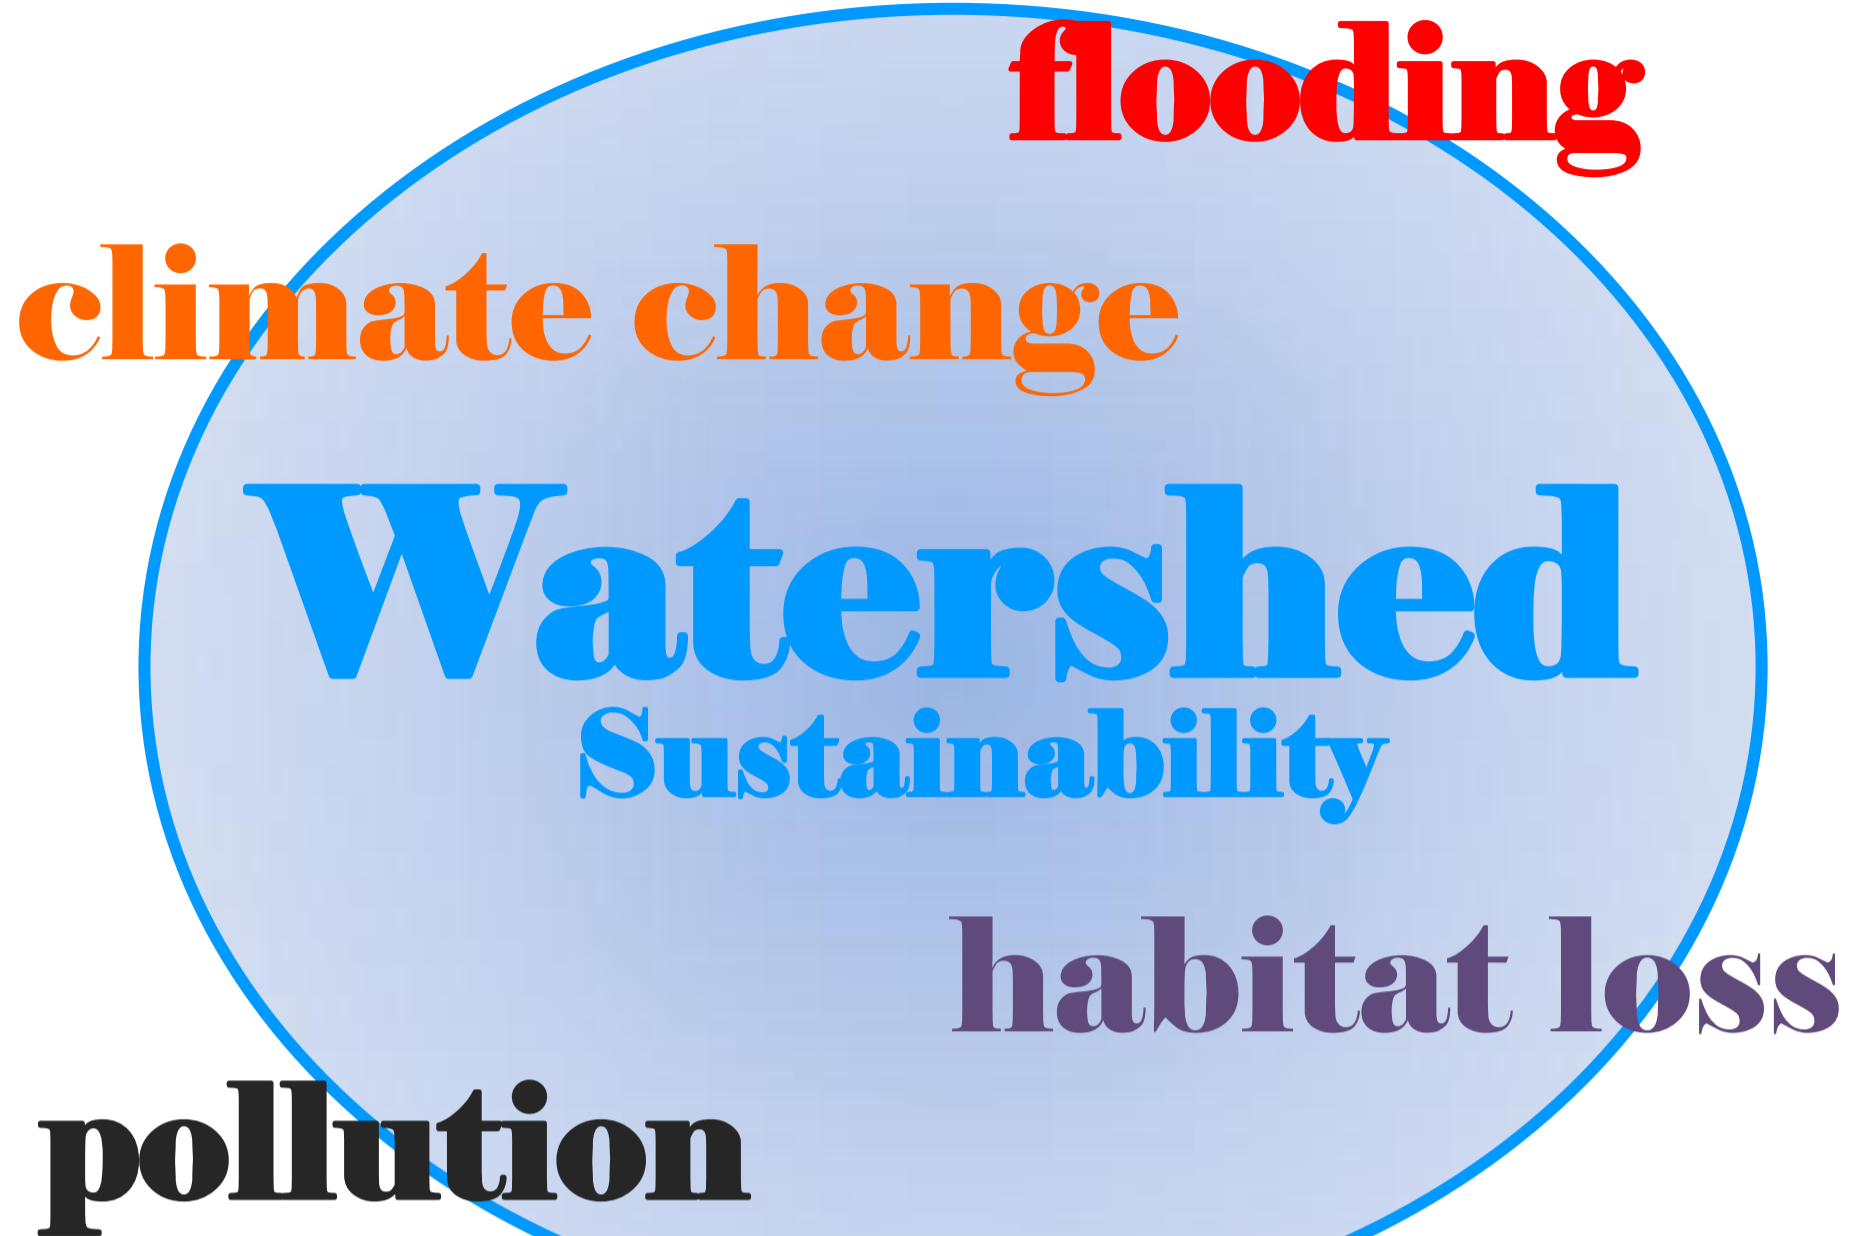 flooding
climate change
Watershed
Sustainability
habitat loss
pollution